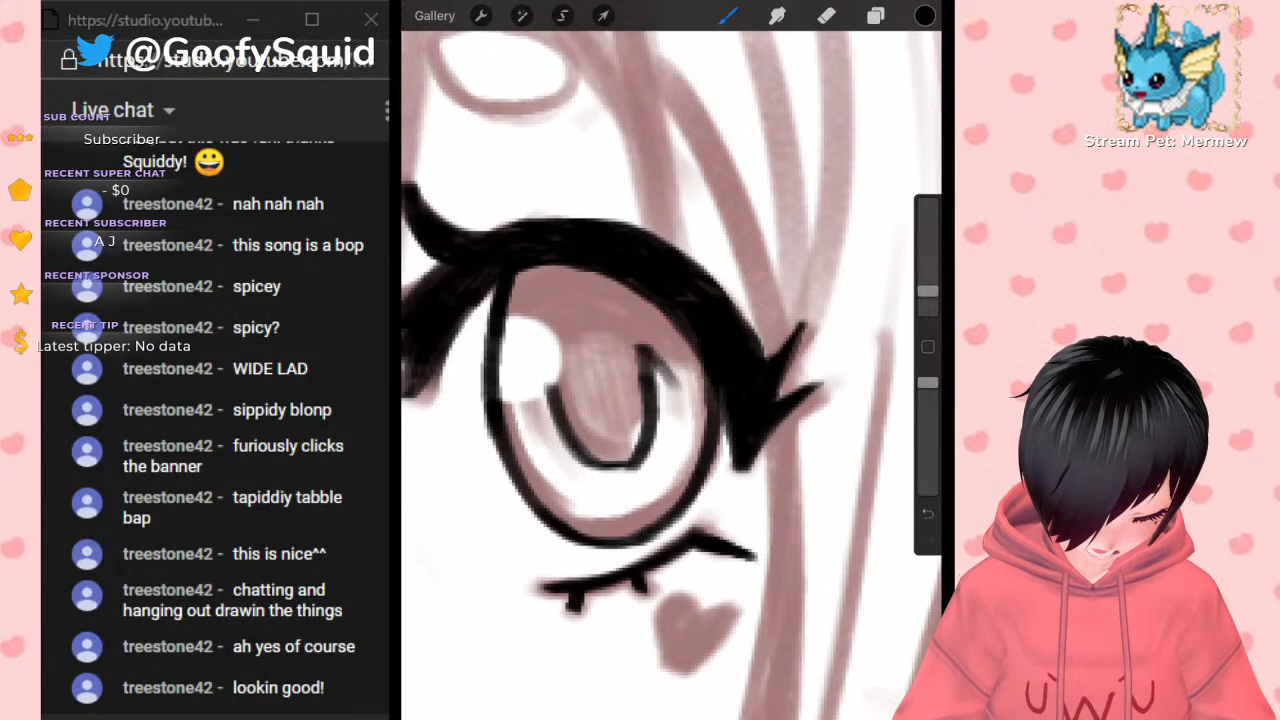 https://studio.youtub...
@GoofySquid
https://studio.youtube.com/
Live chat
SUB COUNT
Subscriber
Squiddy! 😀
RECENT SUPER CHAT
- $0
treestone42 - nah nah nah
RECENT SUBSCRIBER
A J
treestone42 - this song is a bop
RECENT SPONSOR
treestone42 - spicey
RECENT TIP
treestone42 - spicy?
Latest tipper: No data
treestone42 - WIDE LAD
treestone42 - sippidy blonp
treestone42 - furiously clicks
the banner
treestone42 - tapiddiy tabble
bap
treestone42 - this is nice^^
treestone42 - chatting and
hanging out drawin the things
treestone42 - ah yes of course
treestone42 - lookin good!
Gallery
Stream Pet: Mermew
UWU